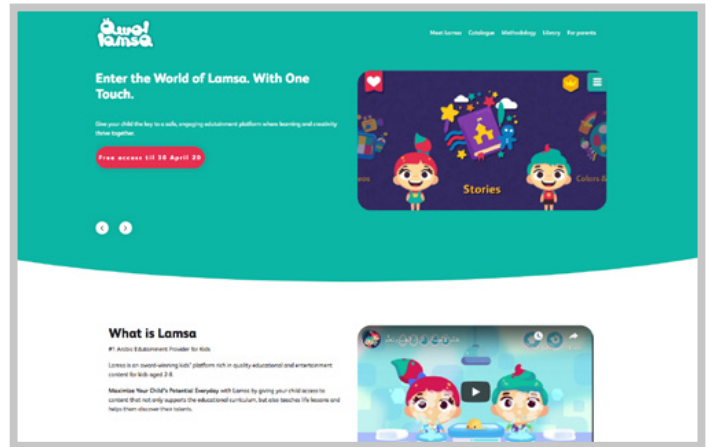 lamsa
Meet Lamsa Catalogue Methodology Library For parents
Enter the World of Lamsa. With One
Touch.
Give your child the key to a safe, engaging edutainment platform where learning and creativity
thrive together.
Free access til 30 April 20
Stories
Colors &
What is Lamsa
#1 Arabic Edutainment Provider for Kids
Lamsa is an award-winning kids' platform rich in quality educational and entertainment
content for kids aged 2-8.
Maximize Your Child's Potential Everyday with Lamsa by giving your child access to
content that not only supports the educational curriculum, but also teaches life lessons and
helps them discover their talents.